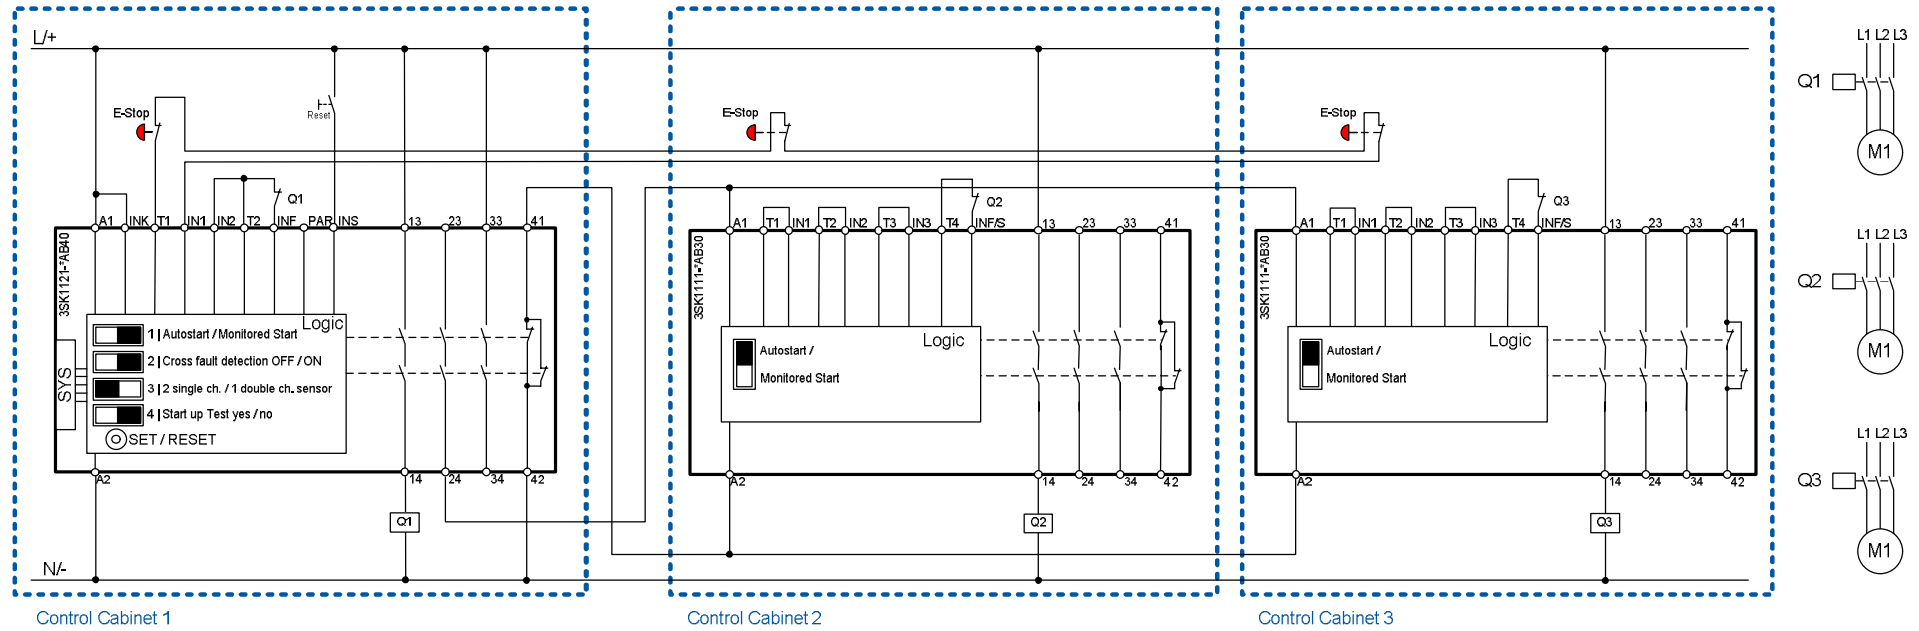 L/+
L1 L2 L3
Q1
E-Stop
Reset
E-Stop
E-Stop
M1
Q1
Q2
Q3
A1 INK T1 IN1 IN2 T2 INF PAR INS 13 23 33 41
A1 T1 IN1 T2 IN2 T3 IN3 T4 INF/S 13 23 33 41
A1 T1 IN1 T2 IN2 T3 IN3 T4 INF/S 13 23 33 41
L1 L2 L3
Q2
M1
3SK1121-*AB40
Logic
1 | Autostart / Monitored Start
2 | Cross fault detection OFF / ON
3 | 2 single ch. / 1 double ch. sensor
4 | Start up Test yes / no
SET / RESET
SYS
3SK1111-*AB30
Logic
Autostart /
Monitored Start
3SK1111-*AB30
Logic
Autostart /
Monitored Start
A2 14 24 34 42
A2 14 24 34 42
A2 14 24 34 42
L1 L2 L3
Q3
M1
Q1
Q2
Q3
N/-
Control Cabinet 1
Control Cabinet 2
Control Cabinet 3